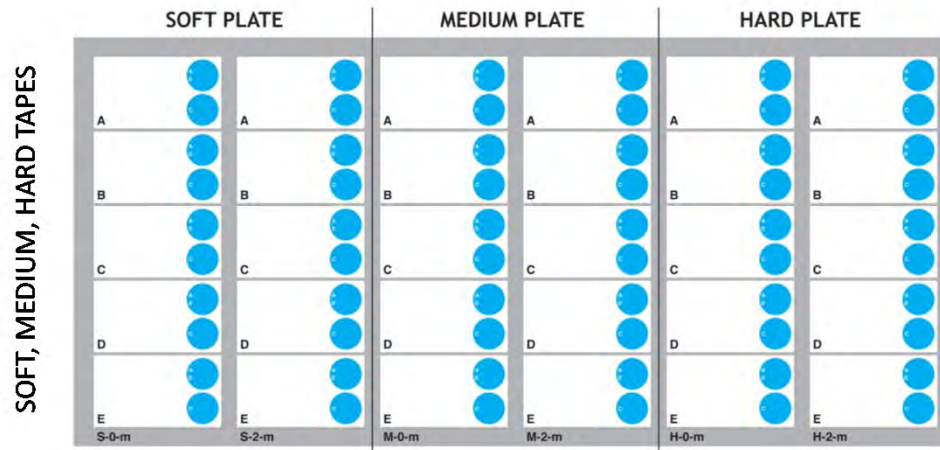 SOFT PLATE MEDIUM PLATE HARD PLATE
SOFT, MEDIUM, HARD TAPES
A A A A A A
B B B B B B
C C C C C C
D D D D D D
E E E E E E
S-0-m S-2-m M-0-m M-2-m H-0-m H-2-m